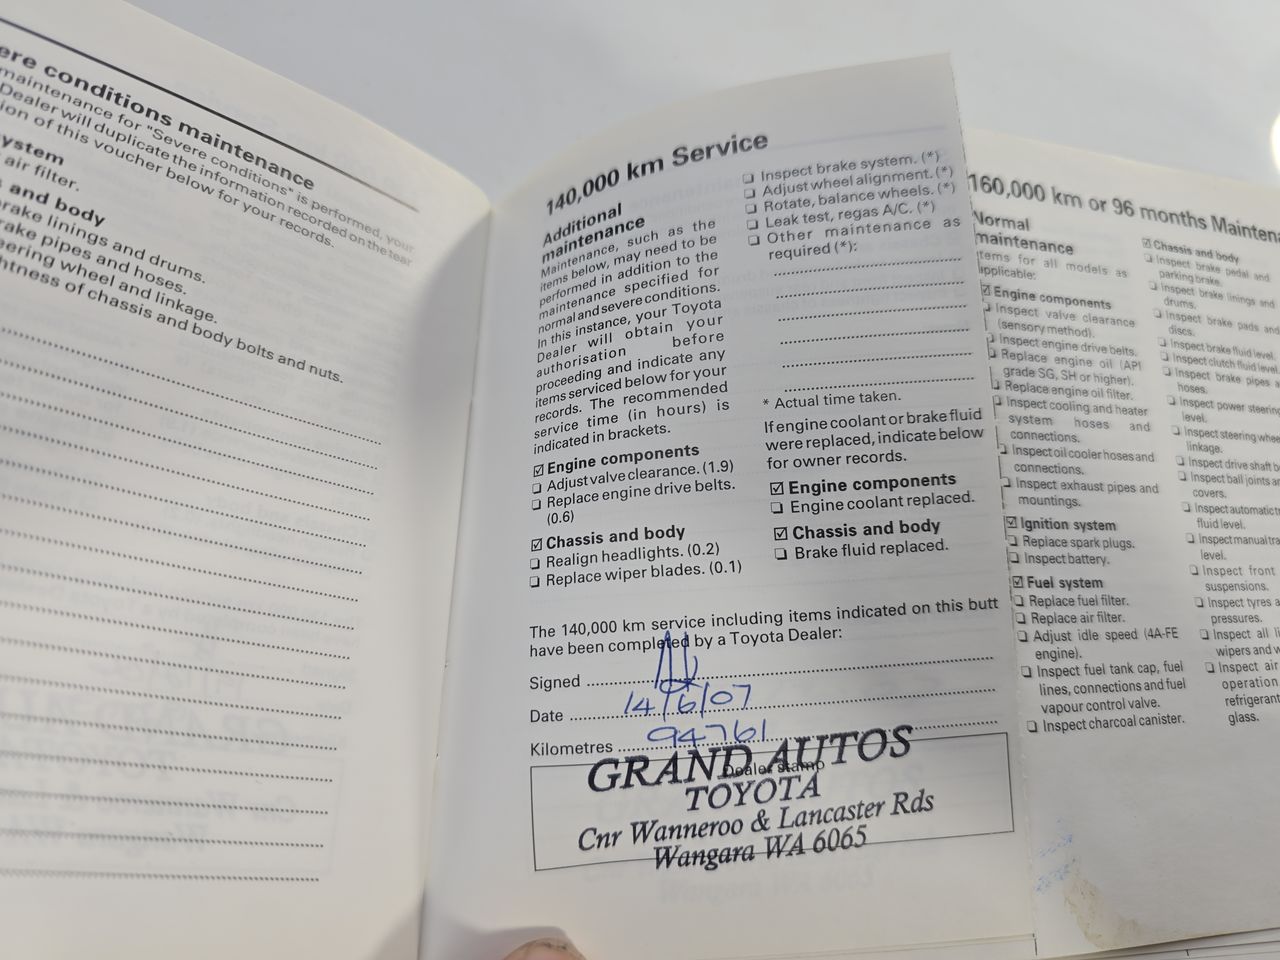 ere conditions maintenance
maintenance for "Severe conditions" is performed, your
Dealer will duplicate the information recorded on the tear
ion of this voucher below for your records.
ystem
air filter.
and body
brake linings and drums.
rake pipes and hoses.
eering wheel and linkage.
htness of chassis and body bolts and nuts.
140,000 km Service
Additional
maintenance
Maintenance, such as the
items below, may need to be
performed in addition to the
maintenance specified for
normal and severe conditions.
In this instance, your Toyota
Dealer will obtain your
authorisation before
proceeding and indicate any
items serviced below for your
records. The recommended
service time (in hours) is
indicated in brackets.
☑ Engine components
❏ Adjust valve clearance. (1.9)
❏ Replace engine drive belts.
(0.6)
☑ Chassis and body
❏ Realign headlights. (0.2)
❏ Replace wiper blades. (0.1)
❏ Inspect brake system. (*)
❏ Adjust wheel alignment. (*)
❏ Rotate, balance wheels. (*)
❏ Leak test, regas A/C. (*)
❏ Other maintenance as
required (*):
* Actual time taken.
If engine coolant or brake fluid
were replaced, indicate below
for owner records.
☑ Engine components
❏ Engine coolant replaced.
☑ Chassis and body
❏ Brake fluid replaced.
The 140,000 km service including items indicated on this butt
have been completed by a Toyota Dealer:
Signed
Date 14/6/07
Kilometres 94761
Dealer stamp
GRAND AUTOS
TOYOTA
Cnr Wanneroo & Lancaster Rds
Wangara WA 6065
160,000 km or 96 months Maintena
Normal
maintenance
Items for all models as
applicable:
☑ Engine components
❏ Inspect valve clearance
(sensory method).
❏ Inspect engine drive belts.
❏ Replace engine oil (API
grade SG, SH or higher).
❏ Replace engine oil filter.
❏ Inspect cooling and heater
system hoses and
connections.
❏ Inspect oil cooler hoses and
connections.
❏ Inspect exhaust pipes and
mountings.
☑ Ignition system
❏ Replace spark plugs.
❏ Inspect battery.
☑ Fuel system
❏ Replace fuel filter.
❏ Replace air filter.
❏ Adjust idle speed (4A-FE
engine).
❏ Inspect fuel tank cap, fuel
lines, connections and fuel
vapour control valve.
❏ Inspect charcoal canister.
☑ Chassis and body
❏ Inspect brake pedal and
parking brake.
❏ Inspect brake linings and
drums.
❏ Inspect brake pads and
discs.
❏ Inspect brake fluid level.
❏ Inspect clutch fluid level.
❏ Inspect brake pipes a
hoses.
❏ Inspect power steering
level.
❏ Inspect steering whee
linkage.
❏ Inspect drive shaft b
❏ Inspect ball joints ar
covers.
❏ Inspect automatic tr
fluid level.
❏ Inspect manual tra
level.
❏ Inspect front
suspensions.
❏ Inspect tyres a
pressures.
❏ Inspect all li
wipers and w
❏ Inspect air
operation
refrigerant
glass.